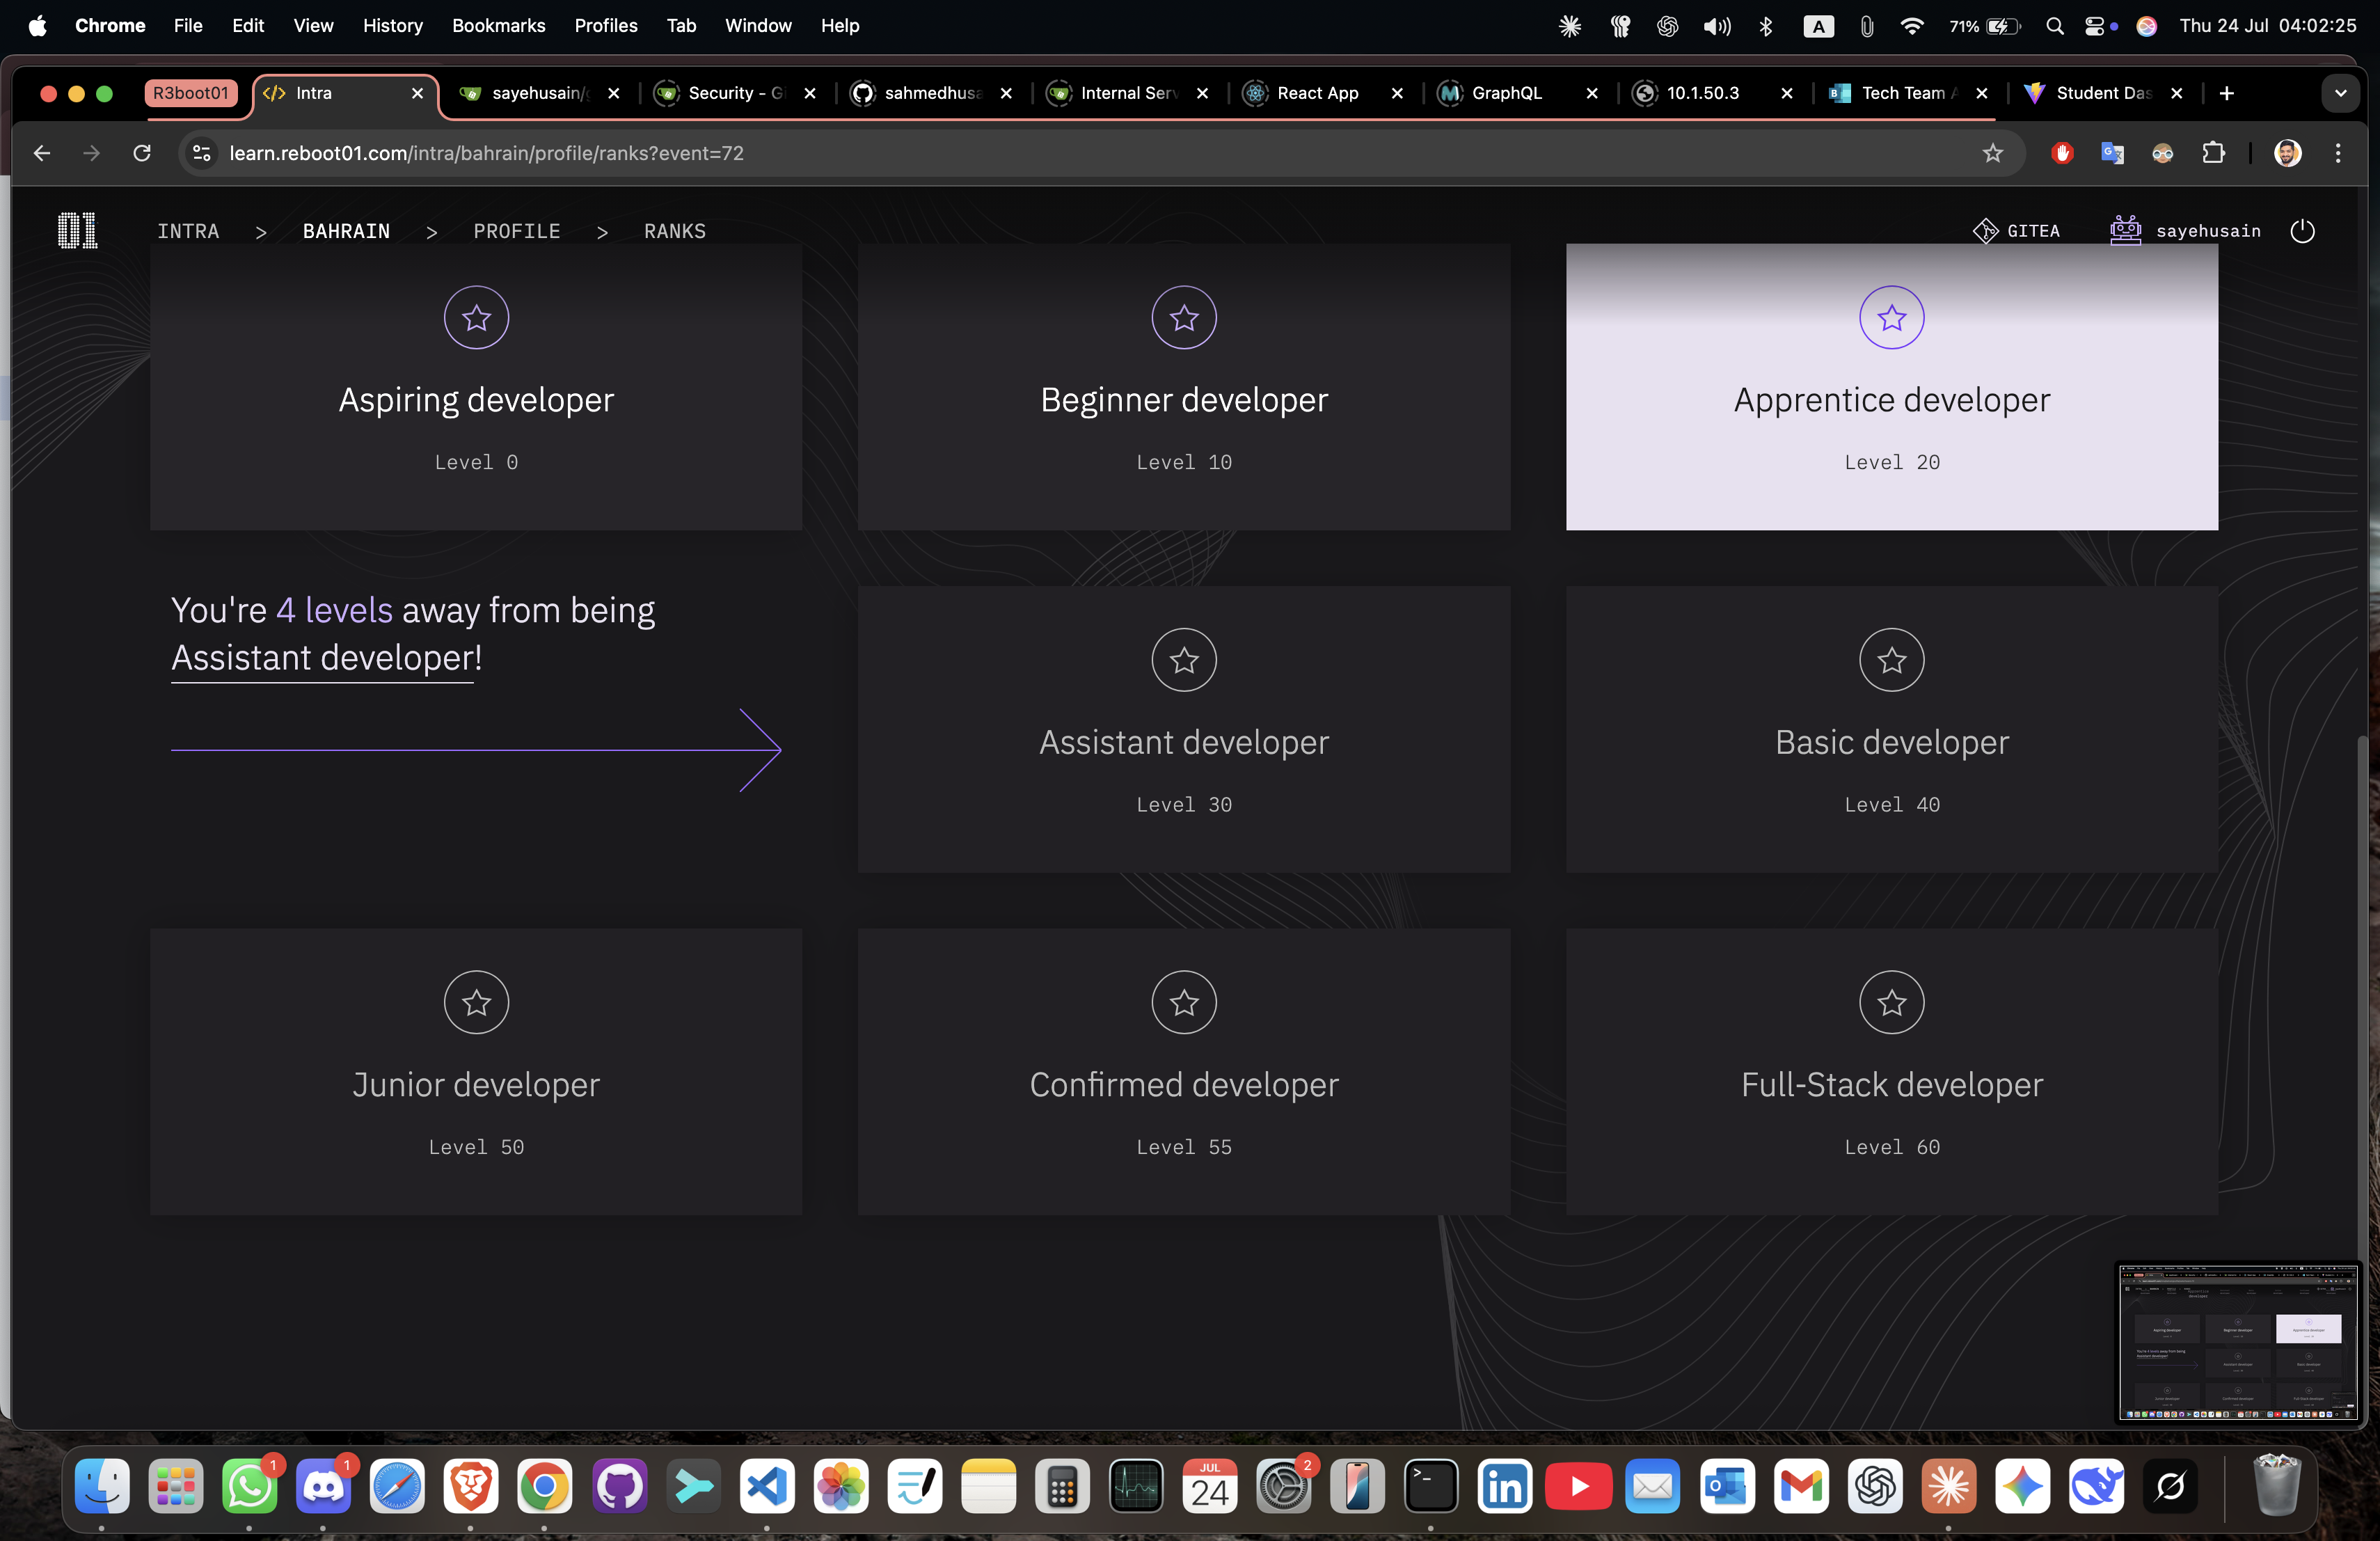 Chrome File Edit View History Bookmarks Profiles Tab Window Help
A 71% Thu 24 Jul 04:02:25
R3boot01 Intra sayehusain/ Security - Gi sahmedhusa Internal Serv React App GraphQL 10.1.50.3 Tech Team Student Das
learn.reboot01.com/intra/bahrain/profile/ranks?event=72
01 INTRA > BAHRAIN > PROFILE > RANKS GITEA sayehusain
Aspiring developer
Level 0
Beginner developer
Level 10
Apprentice developer
Level 20
You're 4 levels away from being
Assistant developer!
Assistant developer
Level 30
Basic developer
Level 40
Junior developer
Level 50
Confirmed developer
Level 55
Full-Stack developer
Level 60
1 1 JUL 24 2